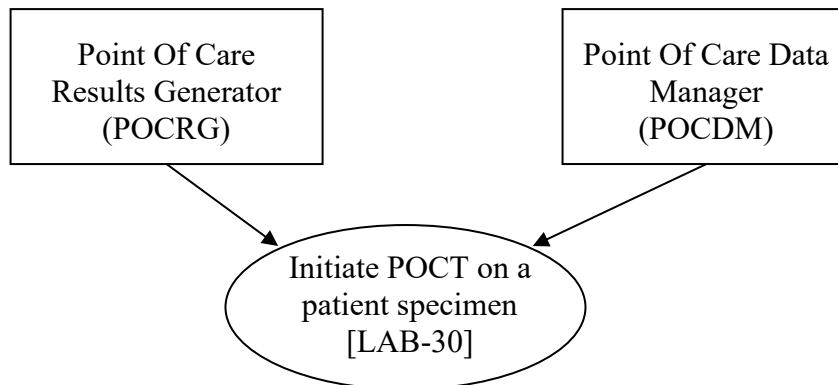 Point Of Care
Results Generator
(POCRG)
Point Of Care Data
Manager
(POCDM)
Initiate POCT on a
patient specimen
[LAB-30]